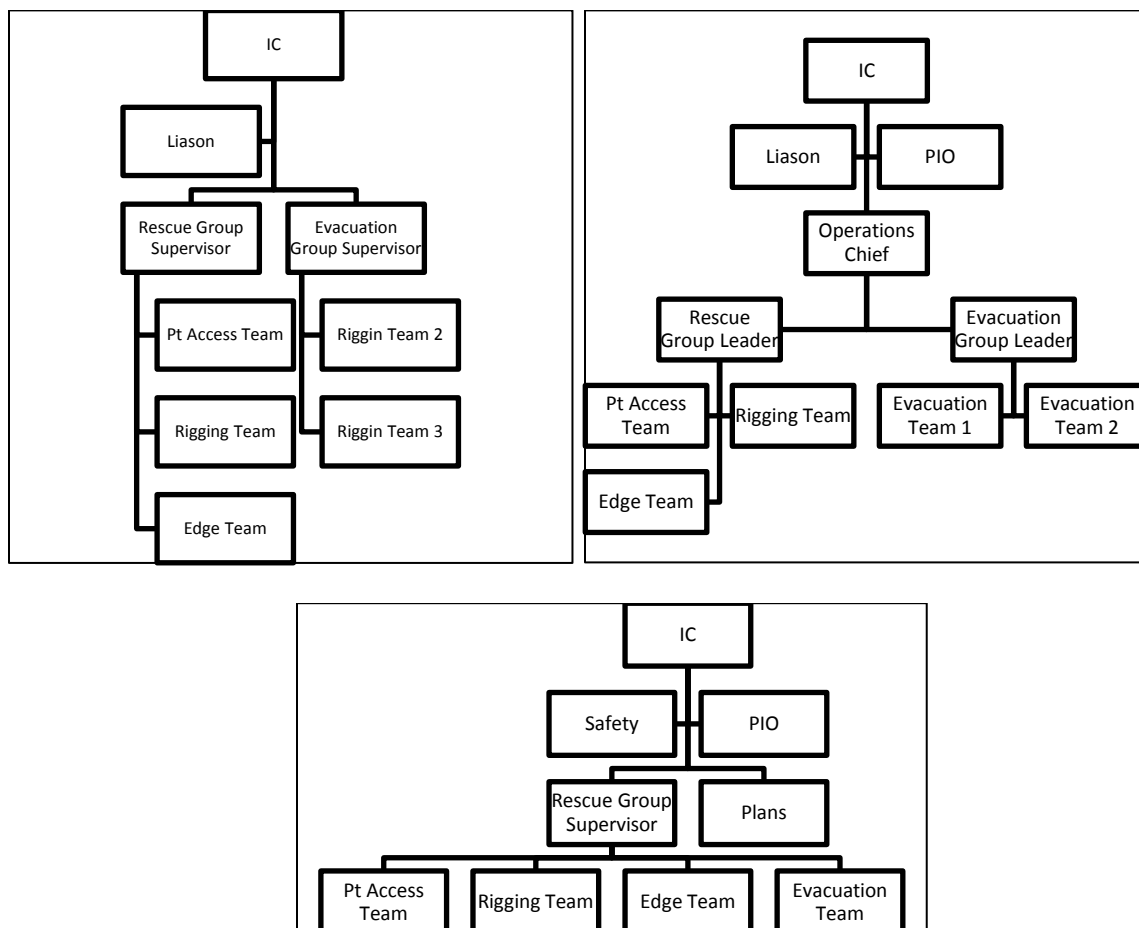 IC
Liason
Rescue Group
Supervisor
Evacuation
Group Supervisor
Pt Access Team
Riggin Team 2
Rigging Team
Riggin Team 3
Edge Team
IC
Liason
PIO
Operations
Chief
Rescue
Group Leader
Evacuation
Group Leader
Pt Access
Team
Rigging Team
Evacuation
Team 1
Evacuation
Team 2
Edge Team
IC
Safety
PIO
Rescue Group
Supervisor
Plans
Pt Access
Team
Rigging Team
Edge Team
Evacuation
Team